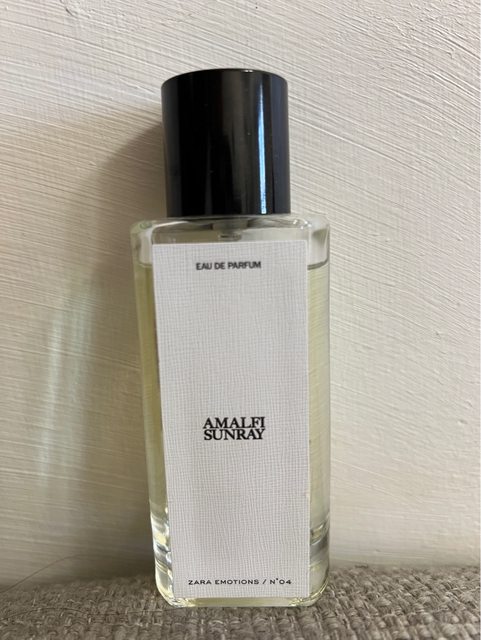 EAU DE PARFUM
AMALFI
SUNRAY
ZARA EMOTIONS / N°04